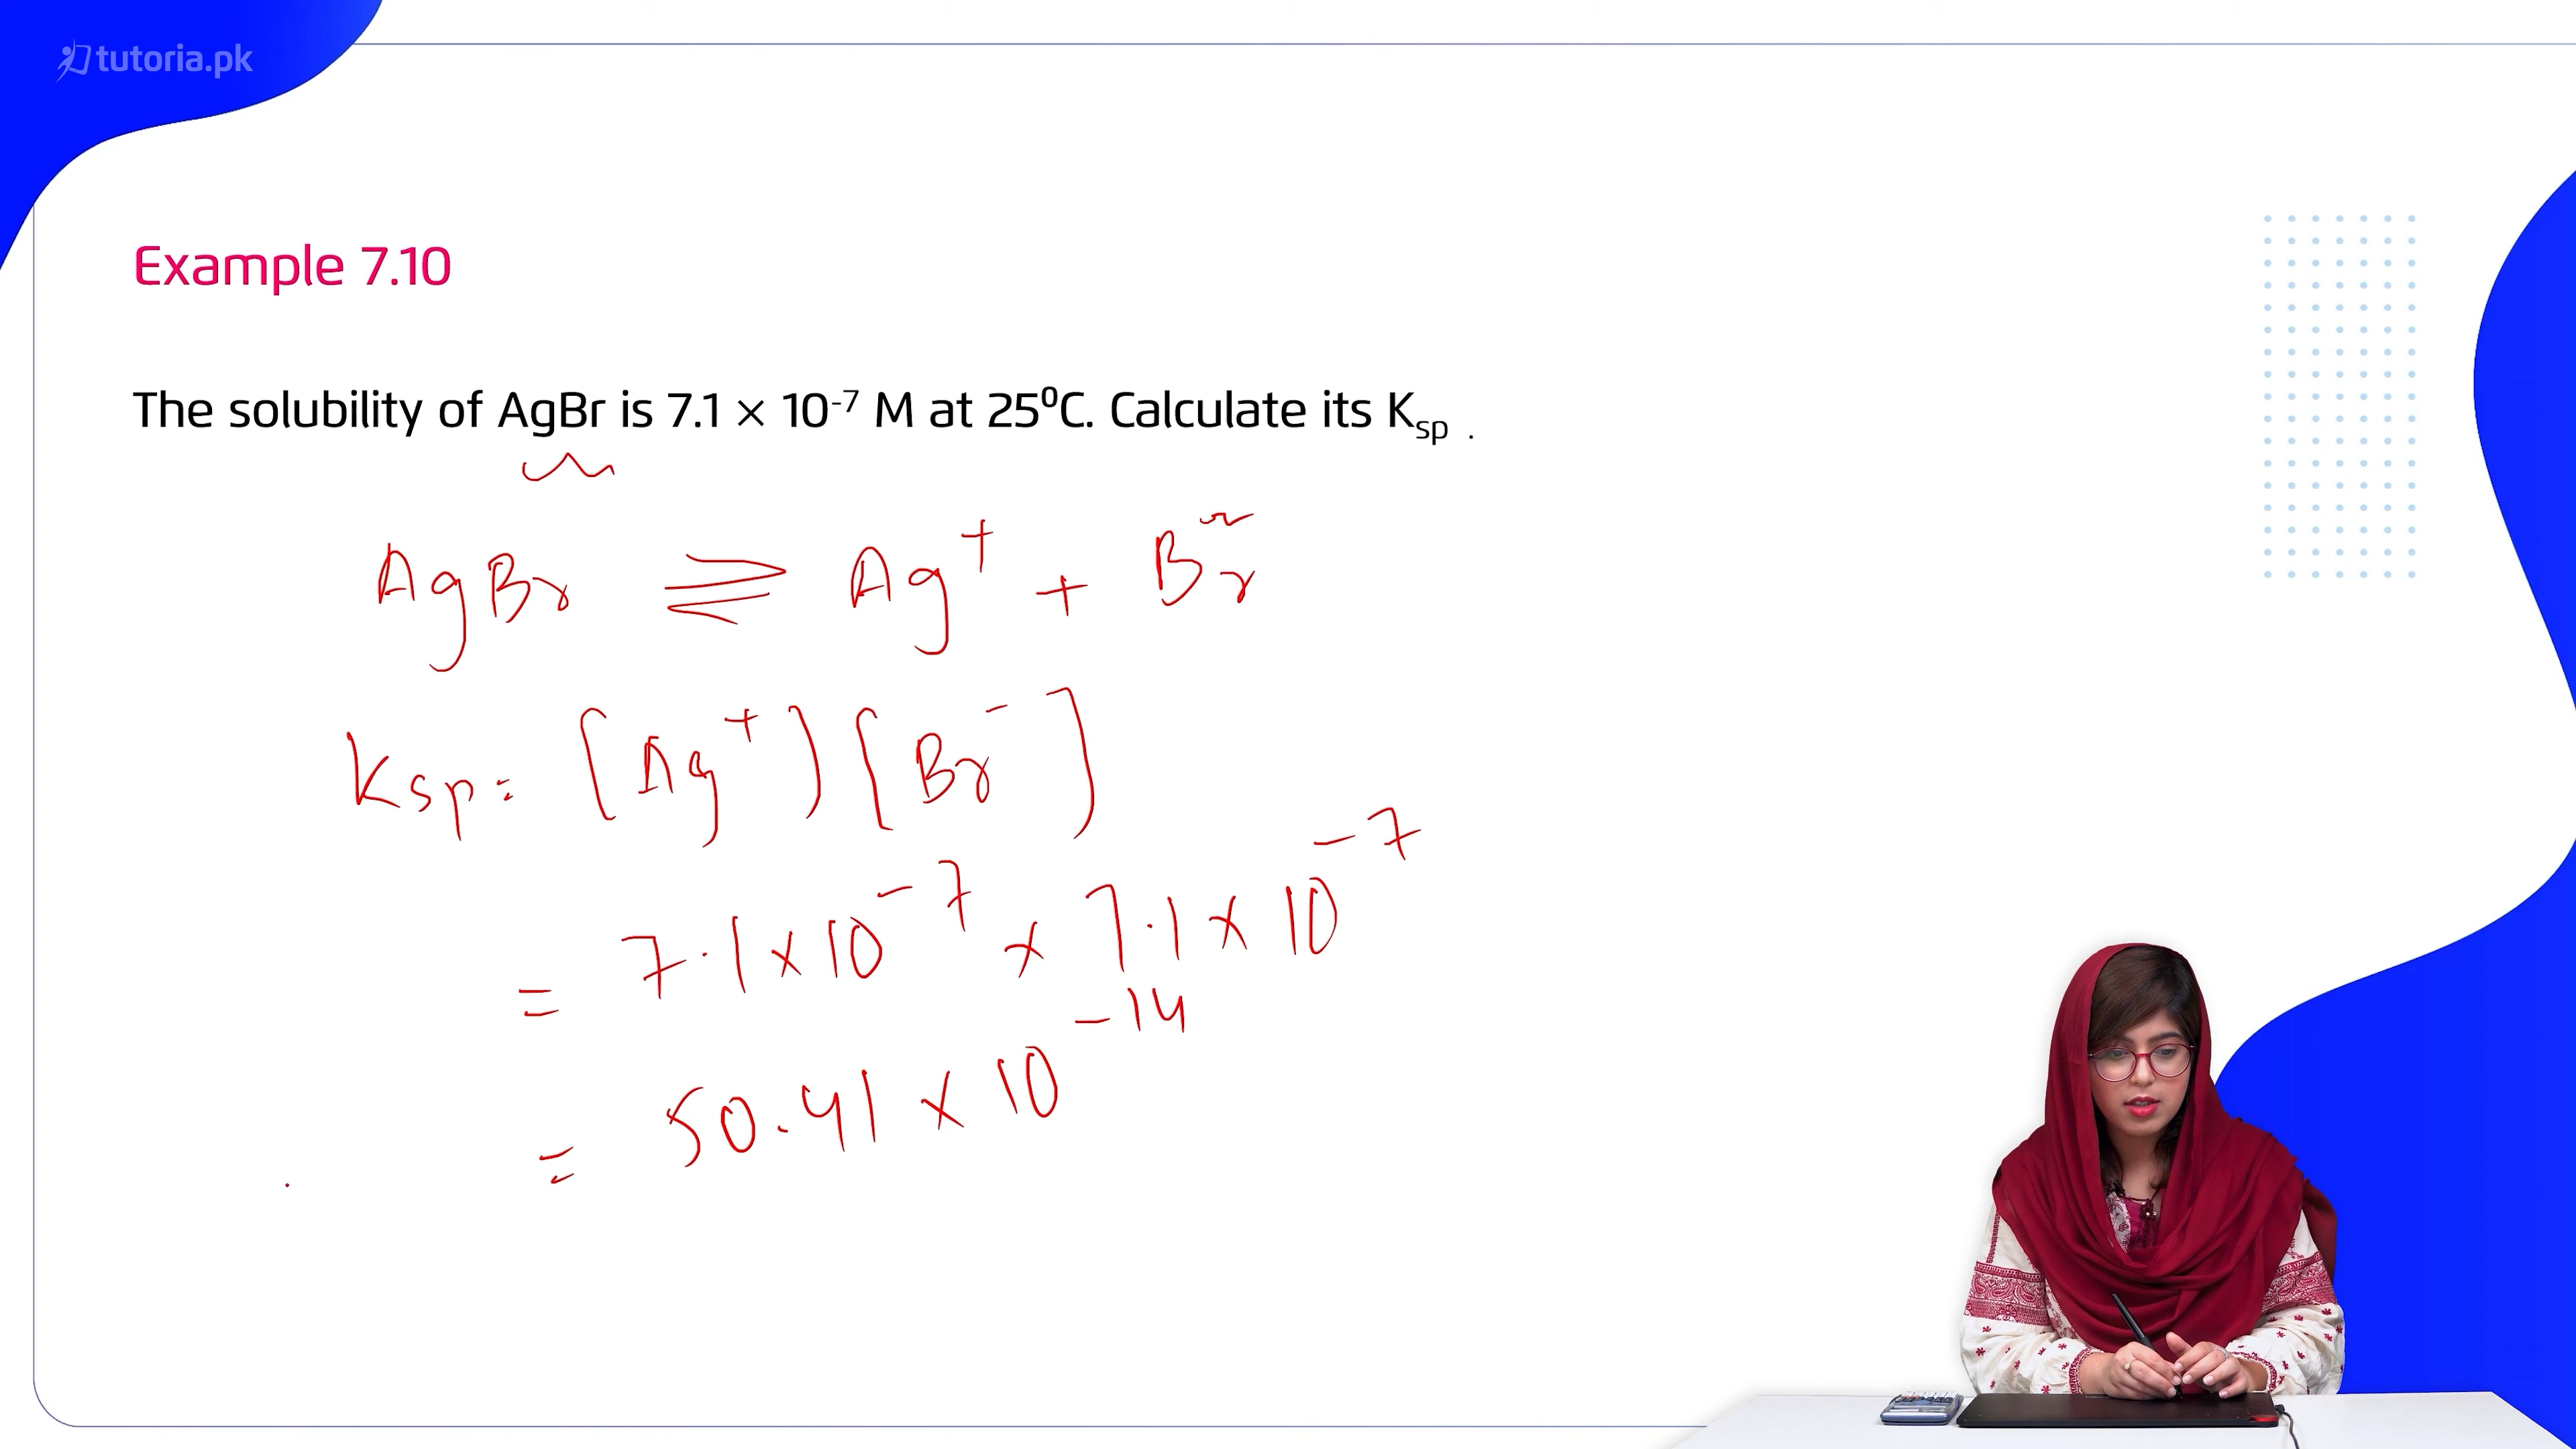 tutoria.pk
Example 7.10
The solubility of AgBr is 7.1 × 10⁻⁷ M at 25⁰C. Calculate its Ksp .
AgBr ⇌ Ag⁺ + Br⁻
Ksp = [Ag⁺] [Br⁻]
= 7.1 × 10⁻⁷ × 7.1 × 10⁻⁷
= 50.41 × 10⁻¹⁴